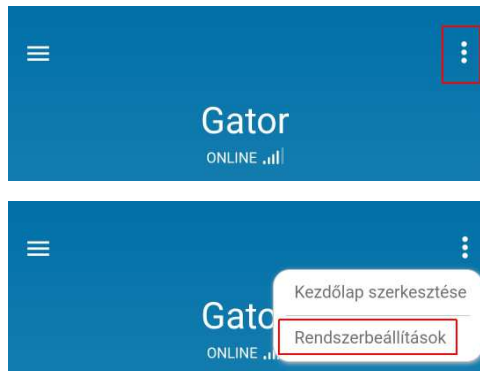 Gator
ONLINE
Kezdőlap szerkesztése
Gato
Rendszerbeállítások
ONLINE